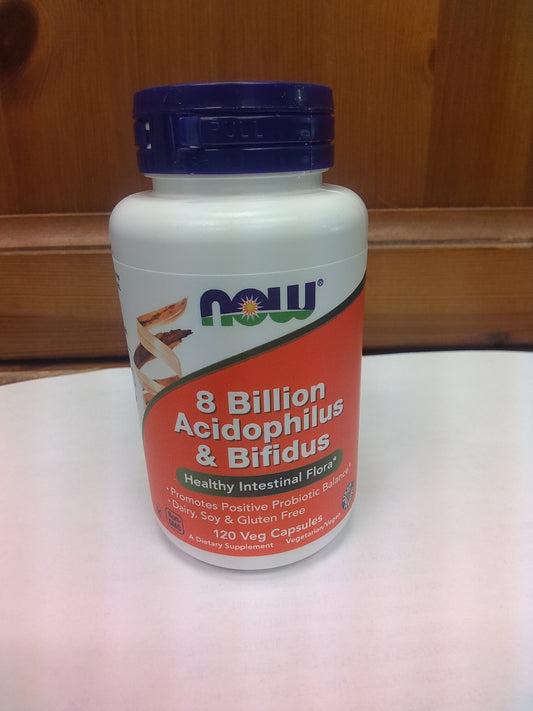 PULL
NOW®
8 Billion
Acidophilus
& Bifidus
Healthy Intestinal Flora*
• Promotes Positive Probiotic Balance*
• Dairy, Soy & Gluten Free
120 Veg Capsules
A Dietary Supplement Vegetarian/Vegan